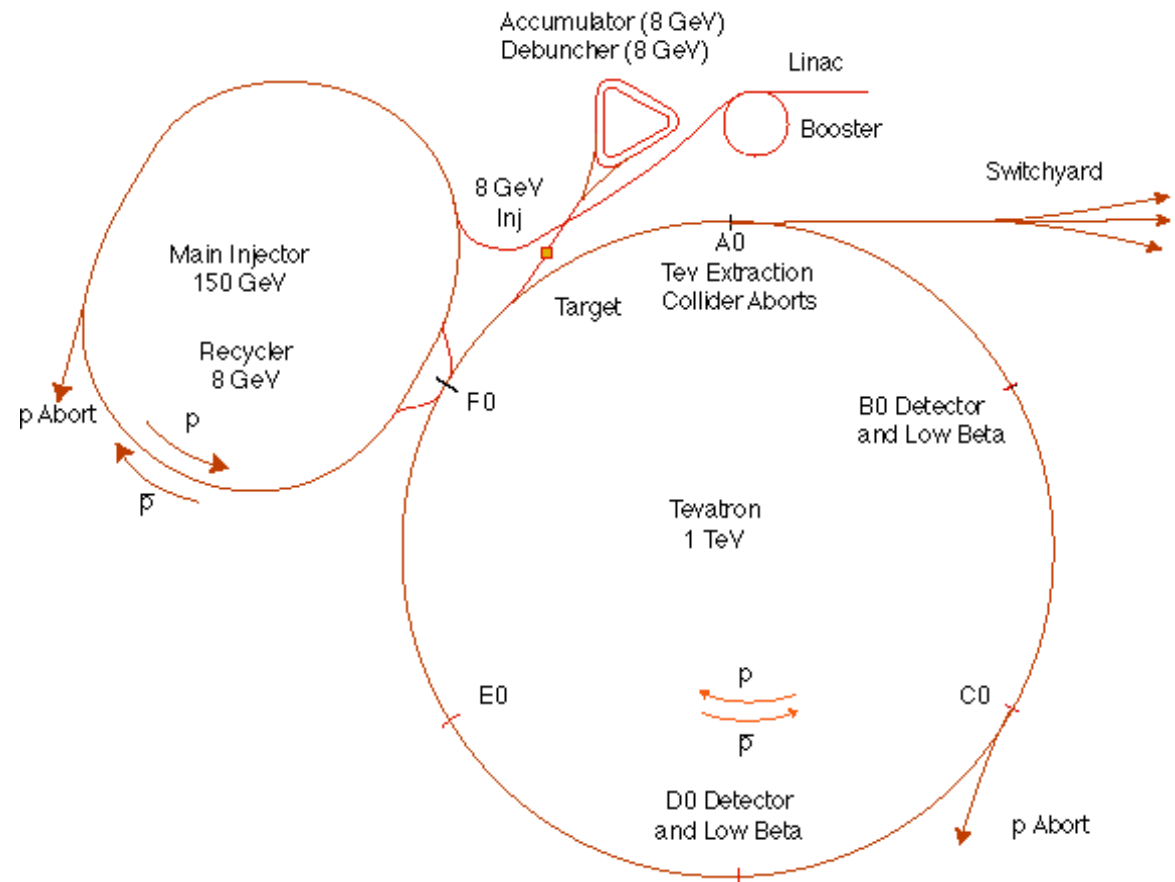 Accumulator (8 GeV)
Debuncher (8 GeV)
Linac
Booster
Switchyard
8 GeV
Inj
A0
Tev Extraction
Collider Aborts
Target
Main Injector
150 GeV
Recycler
8 GeV
p Abort
p
p̅
F0
B0 Detector
and Low Beta
Tevatron
1 TeV
E0
p
p̅
C0
D0 Detector
and Low Beta
p Abort